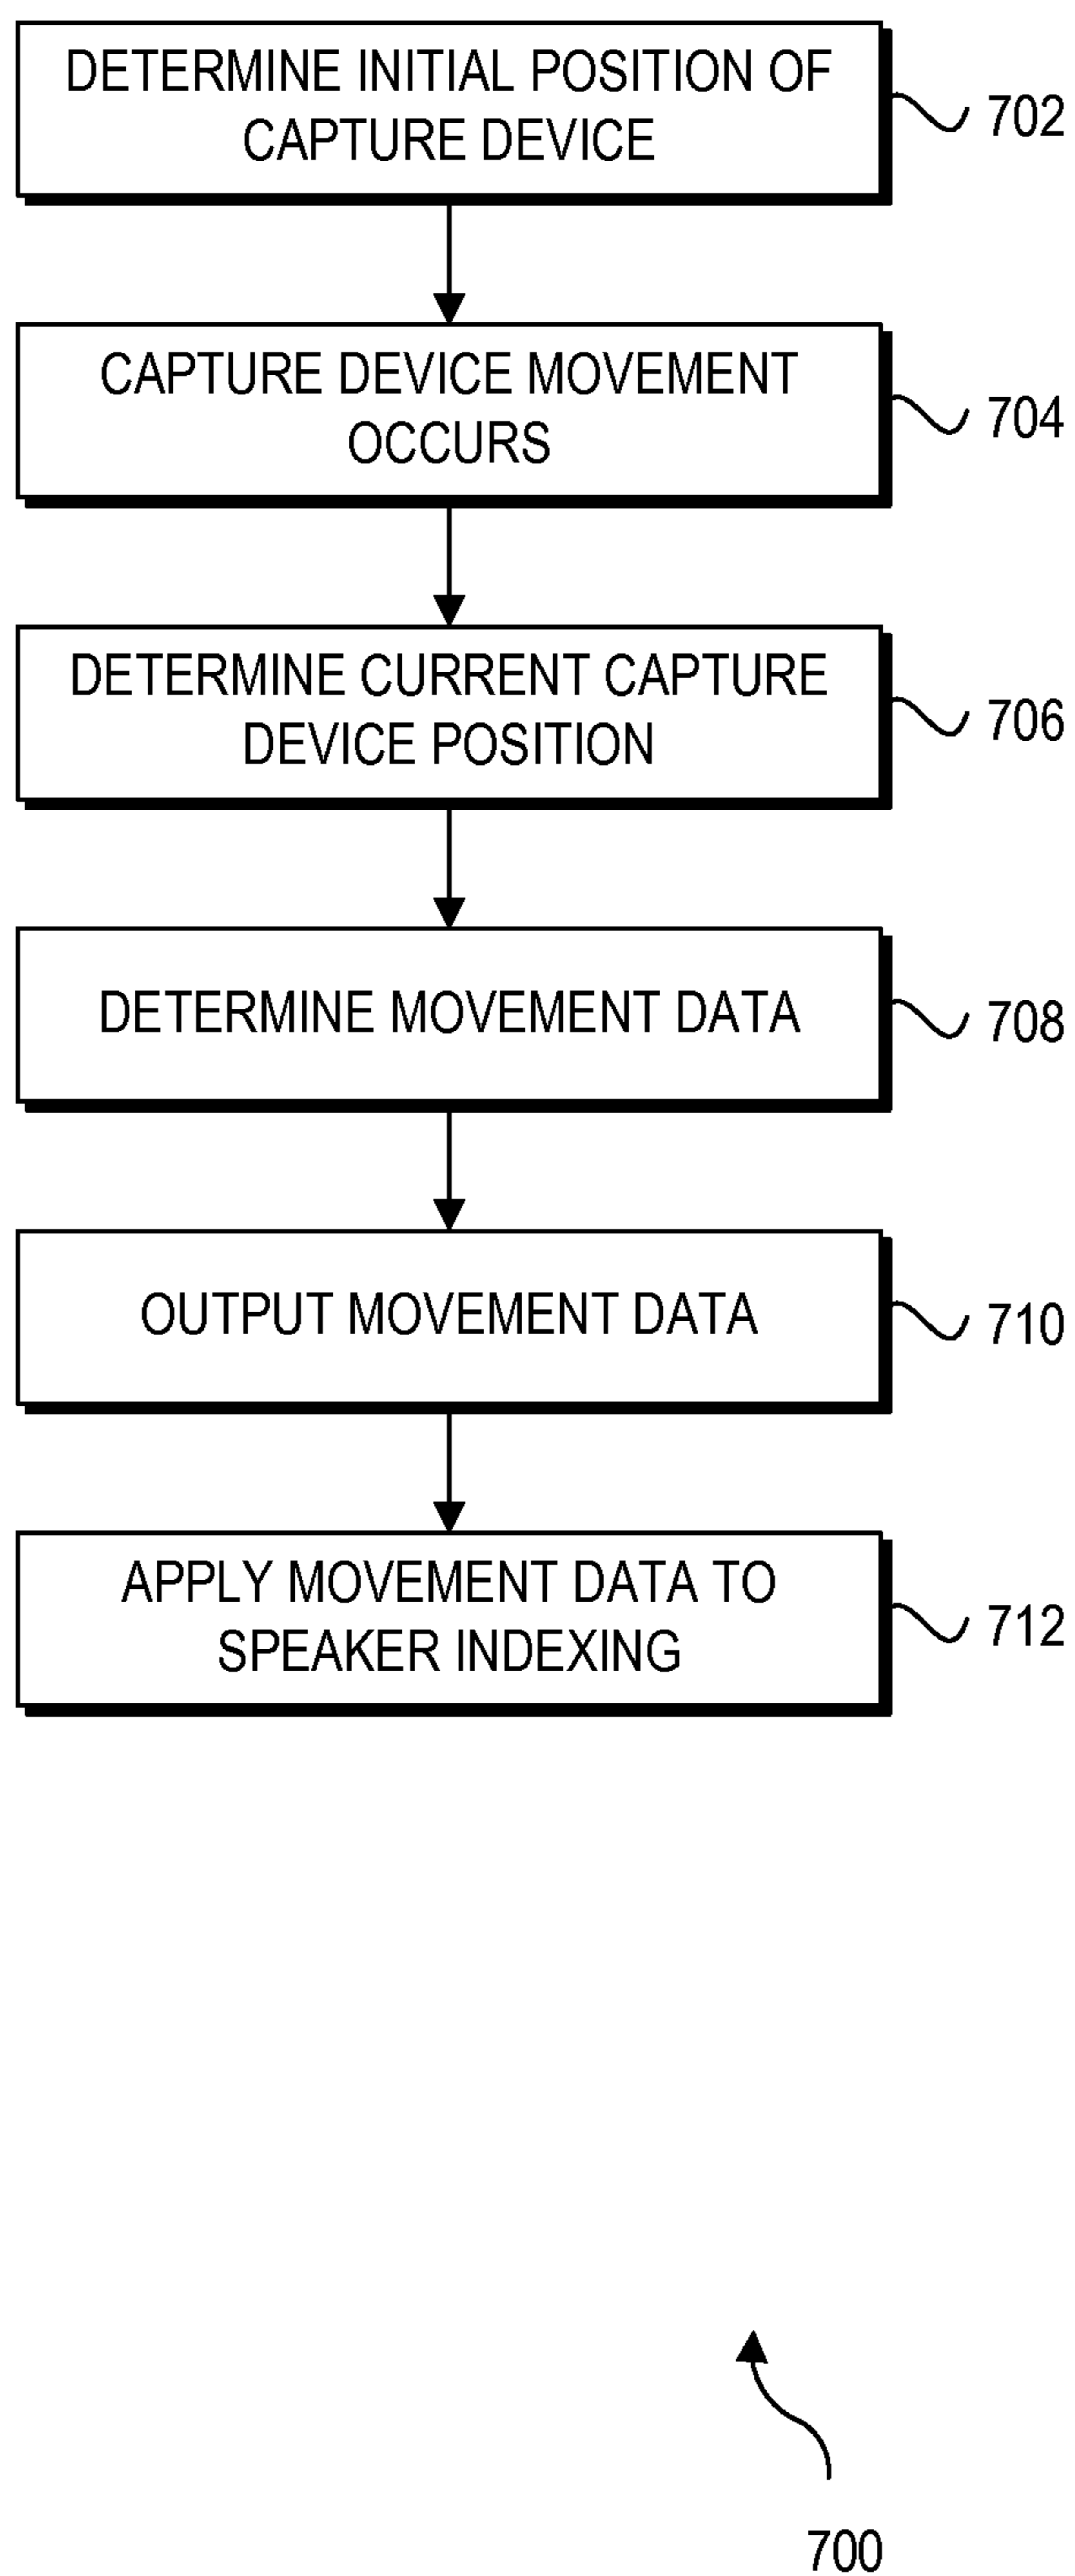 DETERMINE INITIAL POSITION OF
CAPTURE DEVICE
702
CAPTURE DEVICE MOVEMENT
OCCURS
704
DETERMINE CURRENT CAPTURE
DEVICE POSITION
706
DETERMINE MOVEMENT DATA
708
OUTPUT MOVEMENT DATA
710
APPLY MOVEMENT DATA TO
SPEAKER INDEXING
712
700